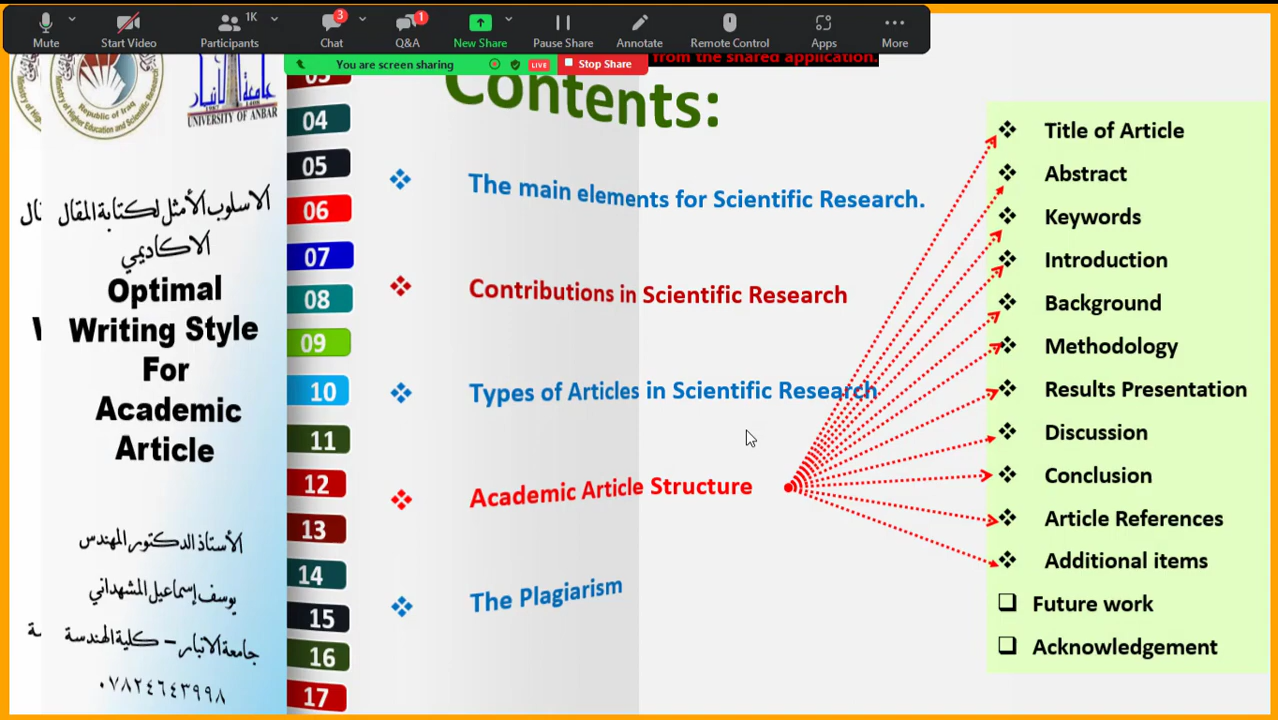 Mute
Start Video
Participants
1K
Chat
3
Q&A
1
New Share
Pause Share
Annotate
Remote Control
Apps
More
You are screen sharing
LIVE
Stop Share
from the shared application.
Republic of Iraq
UNIVERSITY OF ANBAR
الاسلوب الأمثل لكتابة المقال
الاكاديمي
Optimal
Writing Style
For
Academic
Article
الأستاذ الدكتور المهندس
يوسف إسماعيل المشهداني
جامعة الانبار – كلية الهندسة
٠٧٨٢٤٦٤٣٩٩٨
03
04
05
06
07
08
09
10
11
12
13
14
15
16
17
Contents:
The main elements for Scientific Research.
Contributions in Scientific Research
Types of Articles in Scientific Research
Academic Article Structure
The Plagiarism
Title of Article
Abstract
Keywords
Introduction
Background
Methodology
Results Presentation
Discussion
Conclusion
Article References
Additional items
Future work
Acknowledgement